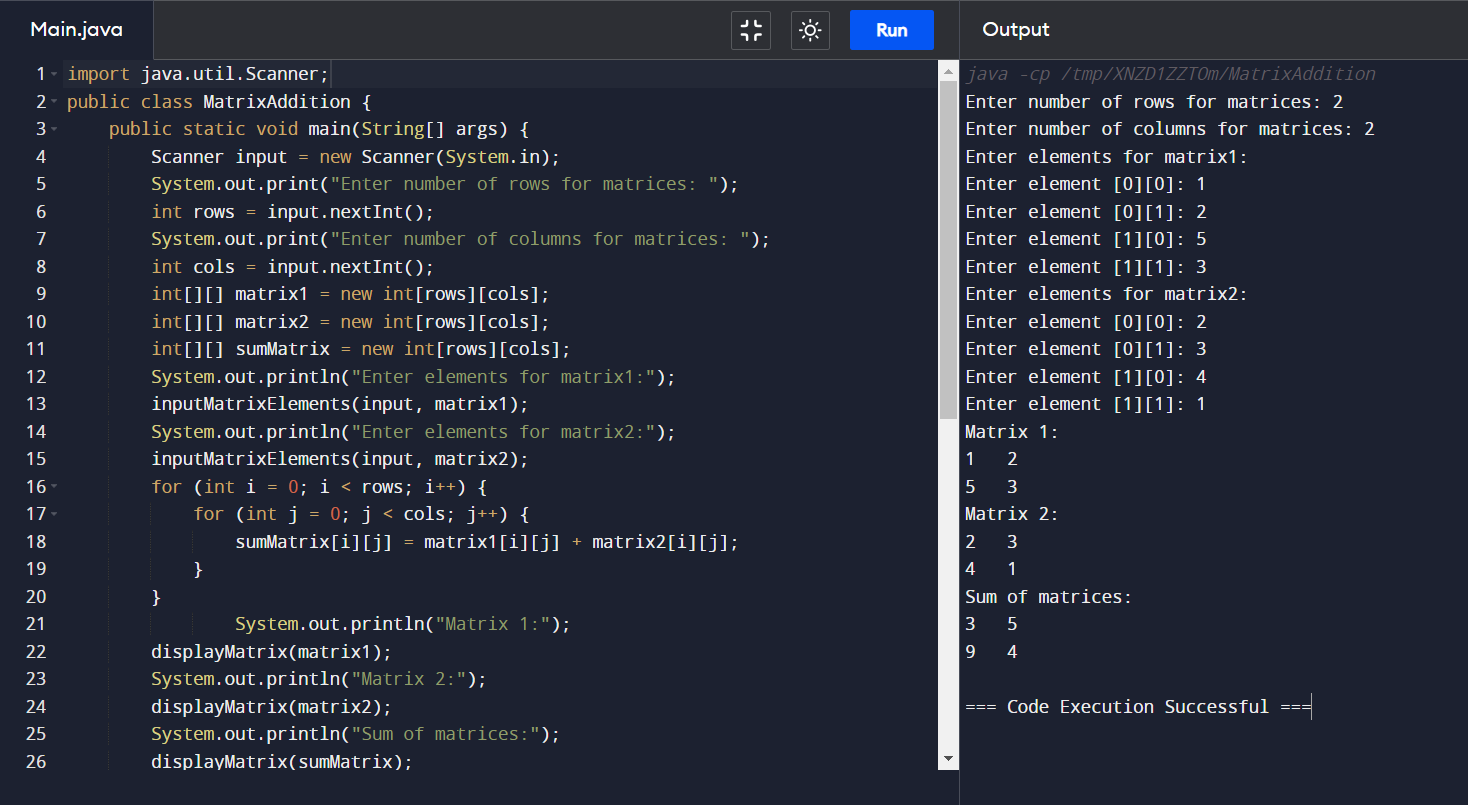 Main.java
Run
Output
1 import java.util.Scanner;
2 public class MatrixAddition {
3     public static void main(String[] args) {
4         Scanner input = new Scanner(System.in);
5         System.out.print("Enter number of rows for matrices: ");
6         int rows = input.nextInt();
7         System.out.print("Enter number of columns for matrices: ");
8         int cols = input.nextInt();
9         int[][] matrix1 = new int[rows][cols];
10         int[][] matrix2 = new int[rows][cols];
11         int[][] sumMatrix = new int[rows][cols];
12         System.out.println("Enter elements for matrix1:");
13         inputMatrixElements(input, matrix1);
14         System.out.println("Enter elements for matrix2:");
15         inputMatrixElements(input, matrix2);
16         for (int i = 0; i < rows; i++) {
17             for (int j = 0; j < cols; j++) {
18                 sumMatrix[i][j] = matrix1[i][j] + matrix2[i][j];
19             }
20         }
21                 System.out.println("Matrix 1:");
22         displayMatrix(matrix1);
23         System.out.println("Matrix 2:");
24         displayMatrix(matrix2);
25         System.out.println("Sum of matrices:");
26         displayMatrix(sumMatrix);
java -cp /tmp/XNZD1ZZTOm/MatrixAddition
Enter number of rows for matrices: 2
Enter number of columns for matrices: 2
Enter elements for matrix1:
Enter element [0][0]: 1
Enter element [0][1]: 2
Enter element [1][0]: 5
Enter element [1][1]: 3
Enter elements for matrix2:
Enter element [0][0]: 2
Enter element [0][1]: 3
Enter element [1][0]: 4
Enter element [1][1]: 1
Matrix 1:
1   2
5   3
Matrix 2:
2   3
4   1
Sum of matrices:
3   5
9   4
=== Code Execution Successful ===